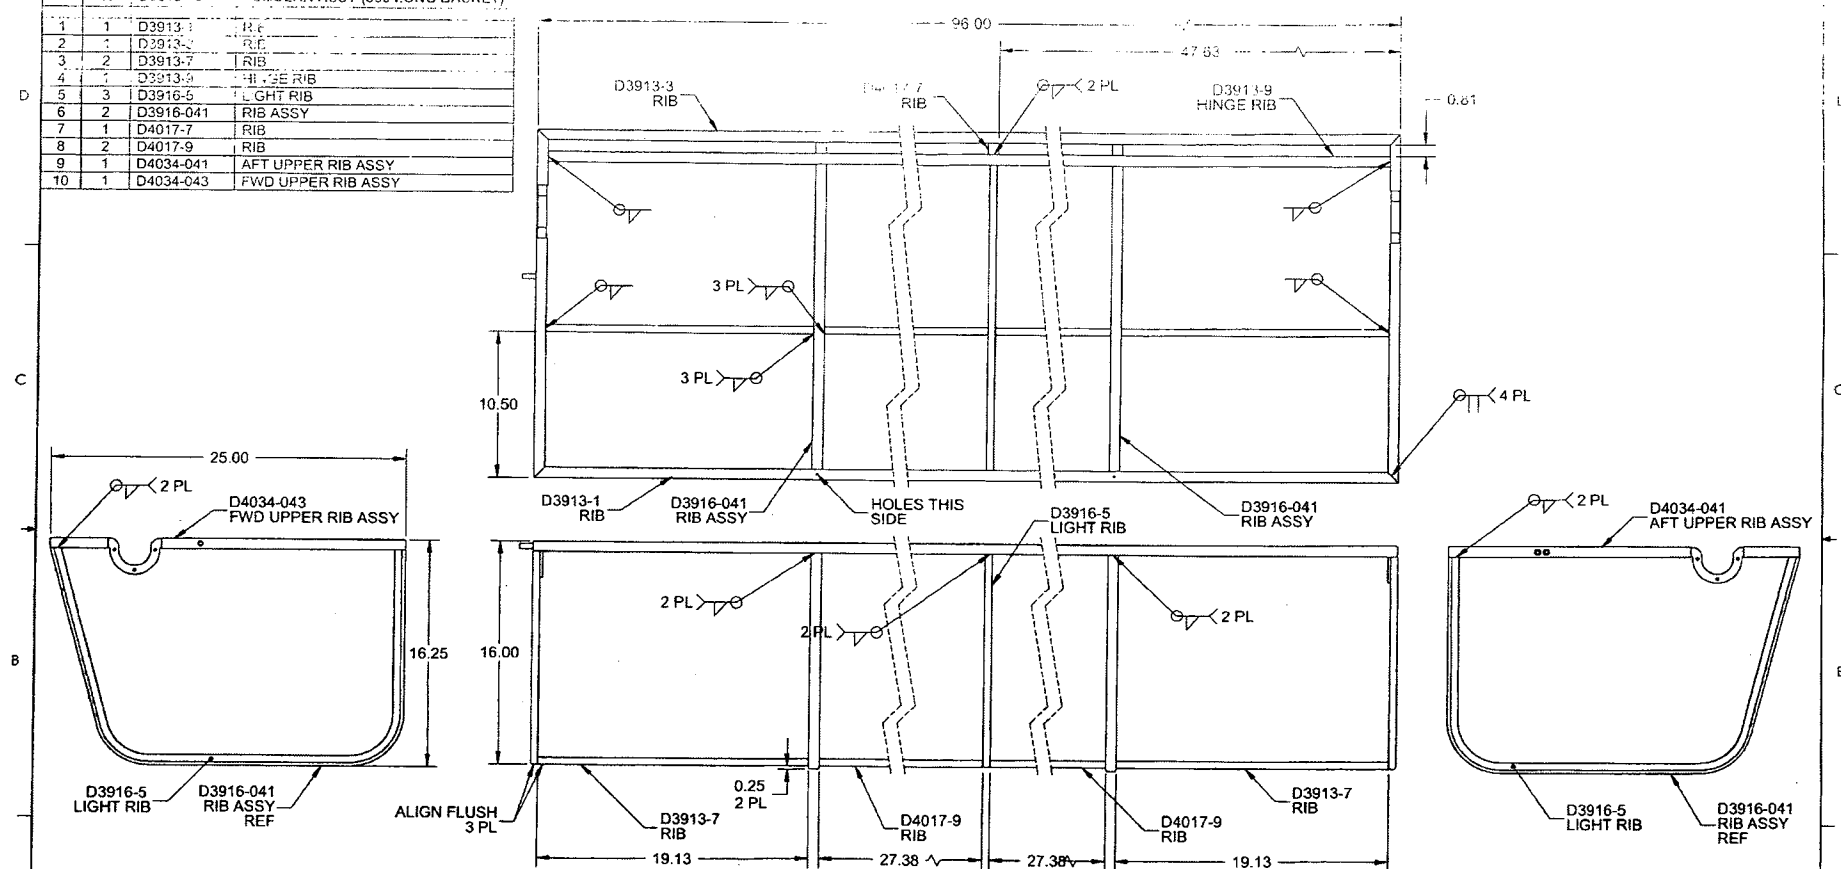 1 1 D3913-1 RIB
2 1 RIB
3 2 D3913-7 RIB
4 1 D3913-9 HINGE RIB
5 3 D3916-5 LIGHT RIB
6 2 D3916-041 RIB ASSY
7 1 D4017-7 RIB
8 2 D4017-9 RIB
9 1 D4034-041 AFT UPPER RIB ASSY
10 1 D4034-043 FWD UPPER RIB ASSY
96.00
47.63
D
D3913-3
RIB
D4017-7
RIB
2 PL
D3913-9
HINGE RIB
0.81
3 PL
3 PL
C
10.50
4 PL
25.00
2 PL
D4034-043
FWD UPPER RIB ASSY
D3913-1
RIB
D3916-041
RIB ASSY
HOLES THIS
SIDE
D3916-5
LIGHT RIB
D3916-041
RIB ASSY
2 PL
D4034-041
AFT UPPER RIB ASSY
16.25
16.00
2 PL
2 PL
2 PL
B
D3916-5
LIGHT RIB
D3916-041
RIB ASSY
REF
ALIGN FLUSH
3 PL
D3913-7
RIB
0.25
2 PL
D4017-9
RIB
D4017-9
RIB
D3913-7
RIB
D3916-5
LIGHT RIB
D3916-041
RIB ASSY
REF
19.13
27.38
27.38
19.13